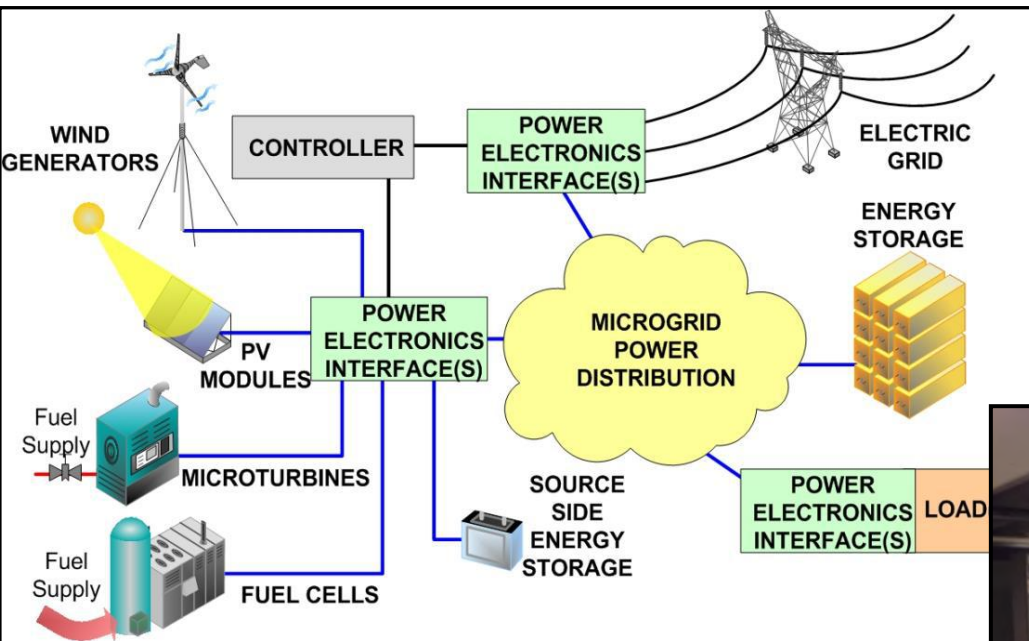 WIND
GENERATORS
CONTROLLER
POWER
ELECTRONICS
INTERFACE(S)
ELECTRIC
GRID
ENERGY
STORAGE
PV
MODULES
POWER
ELECTRONICS
INTERFACE(S)
MICROGRID
POWER
DISTRIBUTION
Fuel
Supply
MICROTURBINES
SOURCE
SIDE
ENERGY
STORAGE
POWER
ELECTRONICS
INTERFACE(S)
LOAD
Fuel
Supply
FUEL CELLS